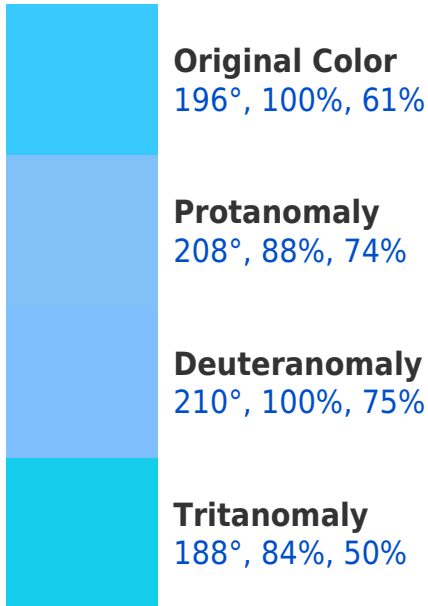 Original Color
196°, 100%, 61%
Protanomaly
208°, 88%, 74%
Deuteranomaly
210°, 100%, 75%
Tritanomaly
188°, 84%, 50%